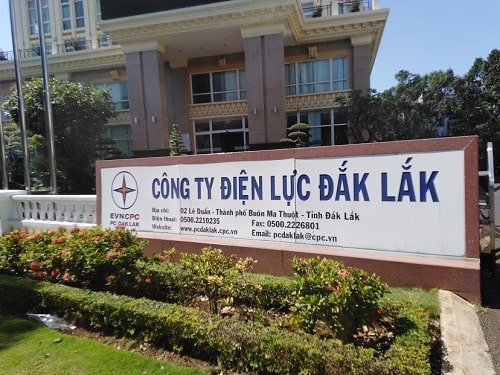 CÔNG TY ĐIỆN LỰC ĐẮK LẮK
EVNCPC
PC DAKLAK
Địa chỉ: 02 Lê Duẩn - Thành phố Buôn Ma Thuột - Tỉnh Đắk Lắk
Điện thoại: 0500.2210235 Fax: 0500.2226801
Website: www.pcdaklak.cpc.vn Email: pcdaklak@cpc.vn